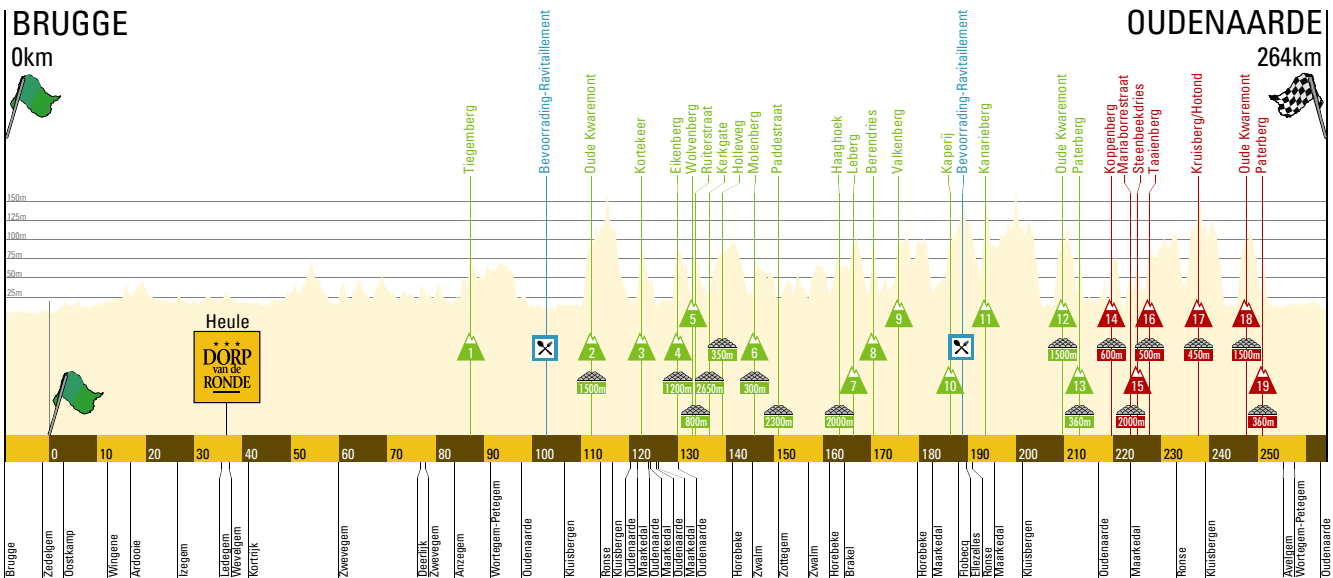 BRUGGE
0km
OUDENAARDE
264km
Tiegemberg
Bevoorrading-Ravitaillement
Oude Kwaremont
Kortekeer
Eikenberg
Wolvenberg
Ruiterstraat
Kerkgate
Holleweg
Molenberg
Paddestraat
Haaghoek
Leberg
Berendries
Valkenberg
Kaperij
Bevoorrading-Ravitaillement
Kanarieberg
Oude Kwaremont
Paterberg
Koppenberg
Mariaborrestraat
Steenbeekdries
Taaienberg
Kruisberg/Hotond
Oude Kwaremont
Paterberg
150m
125m
100m
75m
50m
25m
Heule
DORP
van de
RONDE
5
9
11
12
14
16
17
18
1
2
3
4
350m
6
8
1500m
600m
500m
450m
1500m
1500m
1200m
2650m
300m
7
10
13
15
19
800m
2300m
2000m
360m
2000m
360m
0
10
20
30
40
50
60
70
80
90
100
110
120
130
140
150
160
170
180
190
200
210
220
230
240
250
Brugge
Zedelgem
Oostkamp
Wingene
Ardooie
Izegem
Ledegem
Wevelgem
Kortrijk
Zwevegem
Deerlijk
Zwevegem
Anzegem
Wortegem-Petegem
Oudenaarde
Kluisbergen
Ronse
Kluisbergen
Oudenaarde
Maarkedal
Oudenaarde
Maarkedal
Oudenaarde
Maarkedal
Oudenaarde
Horebeke
Zwalm
Zottegem
Zwalm
Horebeke
Brakel
Horebeke
Maarkedal
Flobecq
Ellezelles
Ronse
Maarkedal
Kluisbergen
Oudenaarde
Maarkedal
Ronse
Kluisbergen
Avelgem
Wortegem-Petegem
Oudenaarde